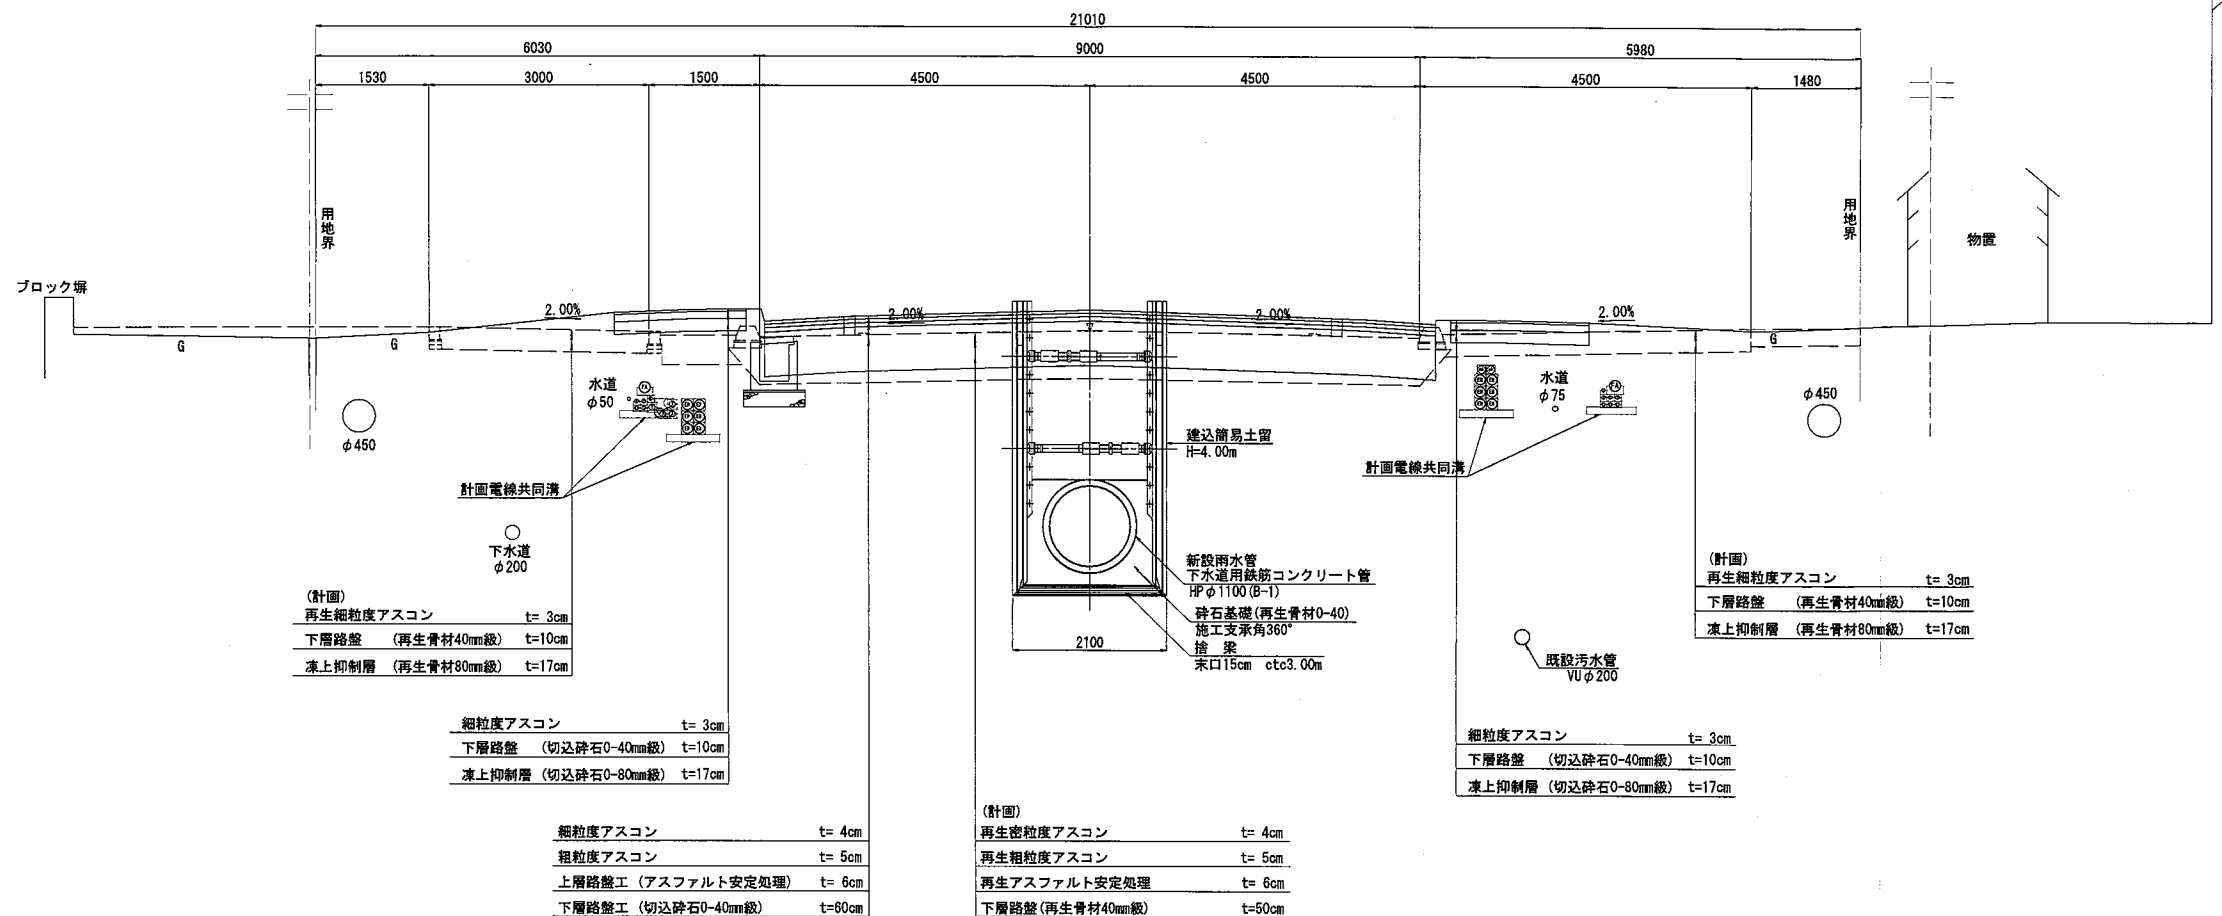 21010
6030 9000 5980
1530 3000 1500 4500 4500 4500 1480
用地界
用地界
物置
ブロック塀
2.00% 2.00% 2.00% 2.00%
G G G
水道
φ50
FA
φ450
計画電線共同溝
下水道
φ200
建込簡易土留
H=4.00m
水道
φ75
FA
φ450
計画電線共同溝
新設雨水管
下水道用鉄筋コンクリート管
HPφ1100(B-1)
砕石基礎(再生骨材0-40)
施工支承角360°
捨 梁
末口15cm ctc3.00m
2100
既設汚水管
VUφ200
(計画)
再生細粒度アスコン t= 3cm
下層路盤 (再生骨材40mm級) t=10cm
凍上抑制層 (再生骨材80mm級) t=17cm
(計画)
再生細粒度アスコン t= 3cm
下層路盤 (再生骨材40mm級) t=10cm
凍上抑制層 (再生骨材80mm級) t=17cm
細粒度アスコン t= 3cm
下層路盤 (切込砕石0-40mm級) t=10cm
凍上抑制層 (切込砕石0-80mm級) t=17cm
細粒度アスコン t= 3cm
下層路盤 (切込砕石0-40mm級) t=10cm
凍上抑制層 (切込砕石0-80mm級) t=17cm
細粒度アスコン t= 4cm
粗粒度アスコン t= 5cm
上層路盤工 (アスファルト安定処理) t= 6cm
下層路盤工 (切込砕石0-40mm級) t=60cm
(計画)
再生密粒度アスコン t= 4cm
再生粗粒度アスコン t= 5cm
再生アスファルト安定処理 t= 6cm
下層路盤(再生骨材40mm級) t=50cm